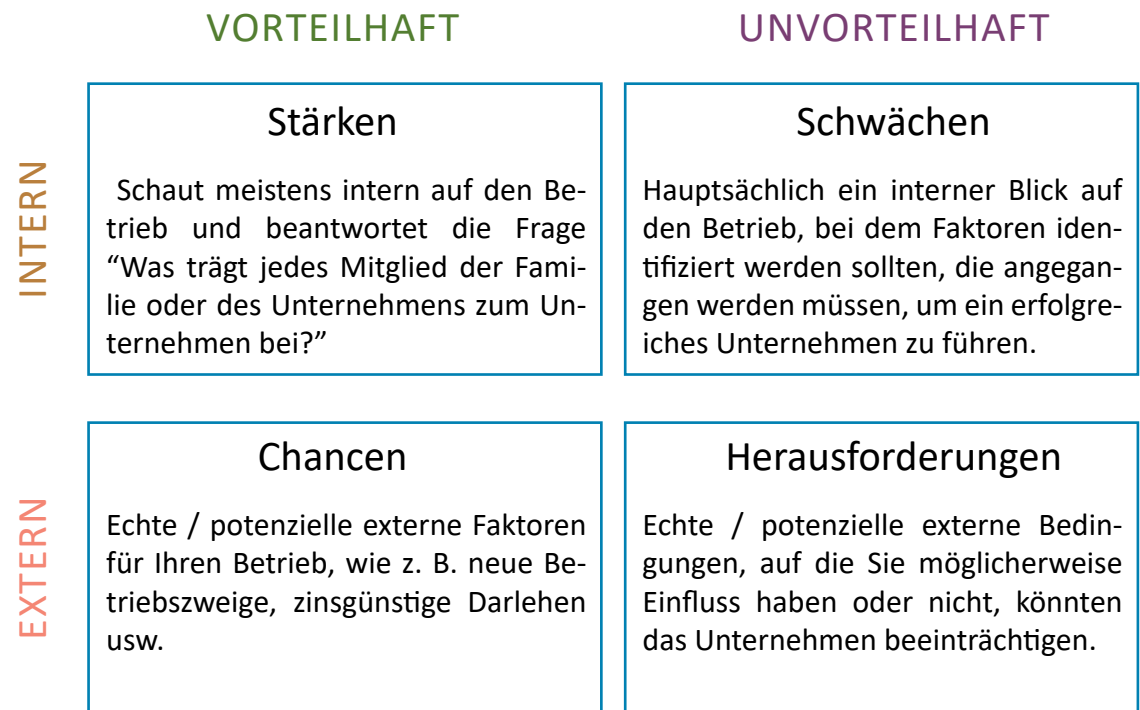 VORTEILHAFT
UNVORTEILHAFT
INTERN
Stärken
Schaut meistens intern auf den Be-
trieb und beantwortet die Frage
“Was trägt jedes Mitglied der Fami-
lie oder des Unternehmens zum Un-
ternehmen bei?”
Schwächen
Hauptsächlich ein interner Blick auf
den Betrieb, bei dem Faktoren iden-
tifiziert werden sollten, die angegan-
gen werden müssen, um ein erfolgre-
iches Unternehmen zu führen.
EXTERN
Chancen
Echte / potenzielle externe Faktoren
für Ihren Betrieb, wie z. B. neue Be-
triebszweige, zinsgünstige Darlehen
usw.
Herausforderungen
Echte / potenzielle externe Bedin-
gungen, auf die Sie möglicherweise
Einfluss haben oder nicht, könnten
das Unternehmen beeinträchtigen.